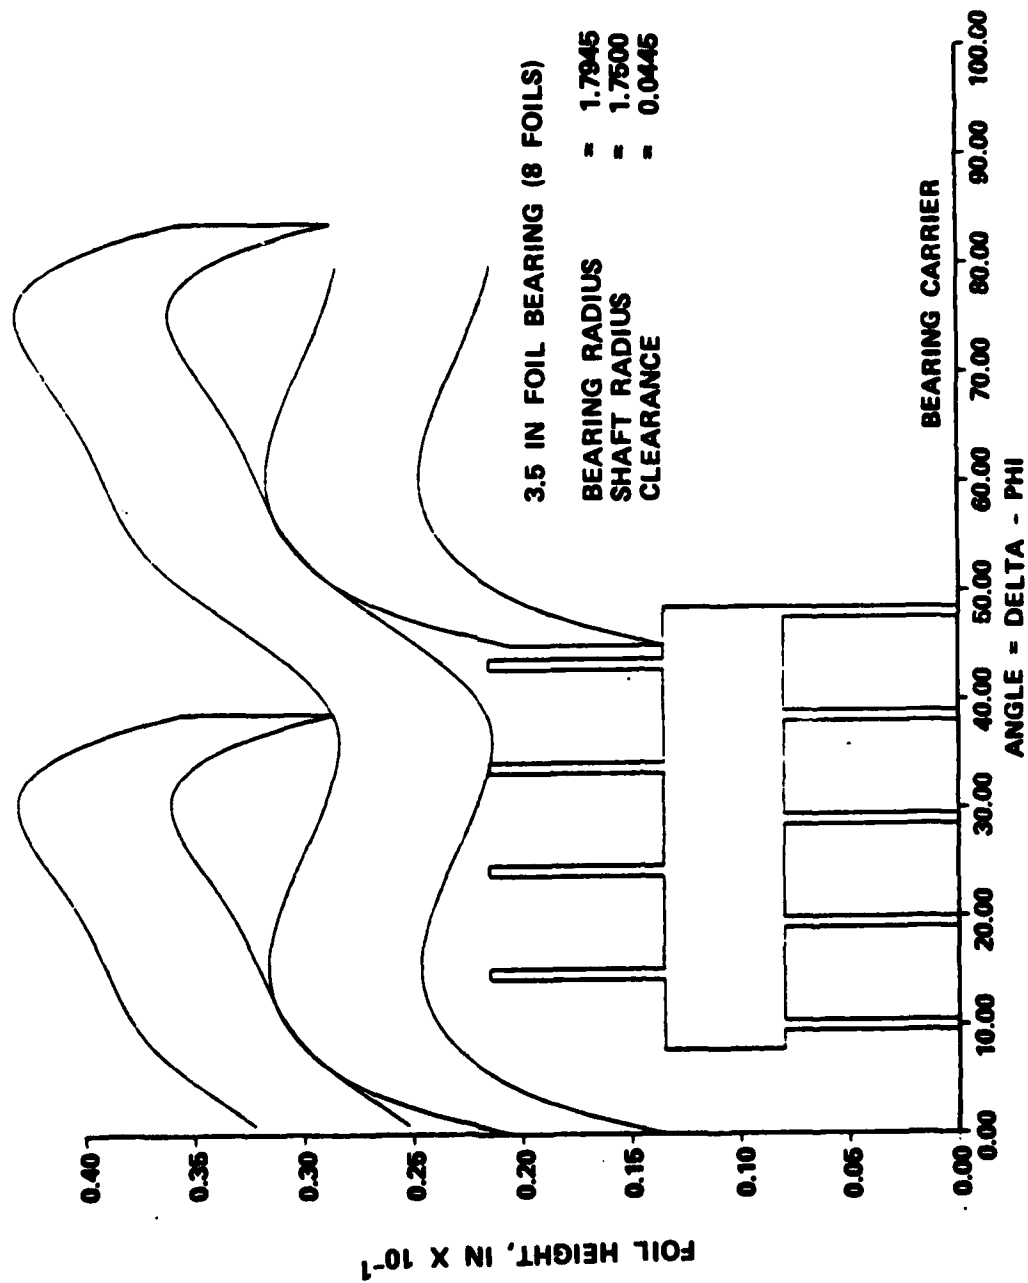 3.5 IN FOIL BEARING (8 FOILS)
BEARING RADIUS = 1.7945
SHAFT RADIUS = 1.7500
CLEARANCE = 0.0445
FOIL HEIGHT, IN X 10-1
0.40
0.35
0.30
0.25
0.20
0.15
0.10
0.05
0.00
BEARING CARRIER
0.00 10.00 20.00 30.00 40.00 50.00 60.00 70.00 80.00 90.00 100.00
ANGLE = DELTA - PHI